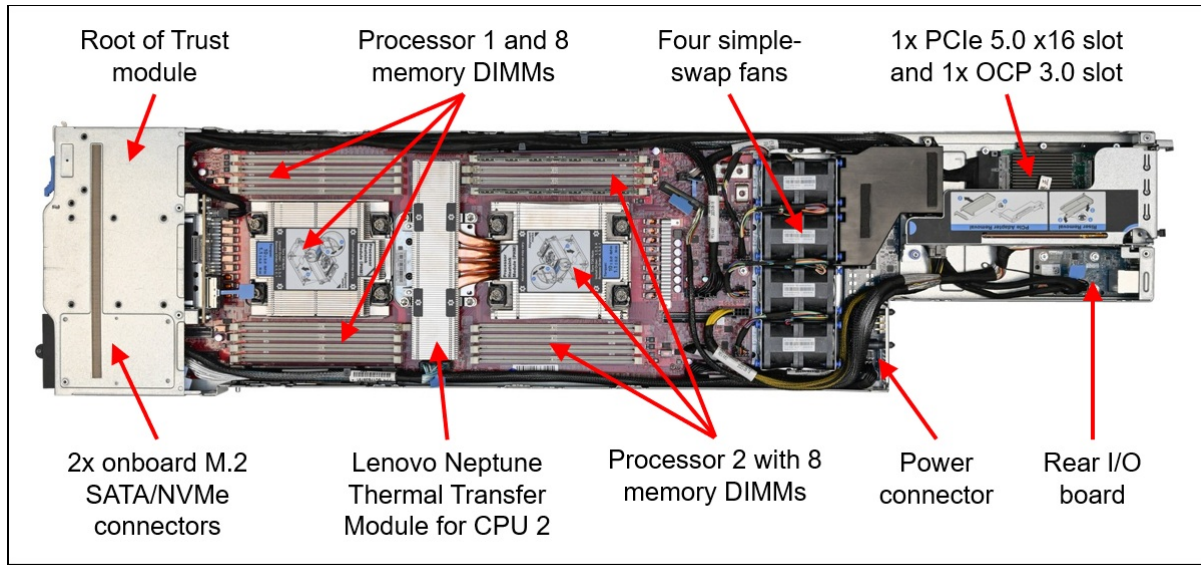 Root of Trust
module
Processor 1 and 8
memory DIMMs
Four simple-
swap fans
1x PCIe 5.0 x16 slot
and 1x OCP 3.0 slot
2x onboard M.2
SATA/NVMe
connectors
Lenovo Neptune
Thermal Transfer
Module for CPU 2
Processor 2 with 8
memory DIMMs
Power
connector
Rear I/O
board